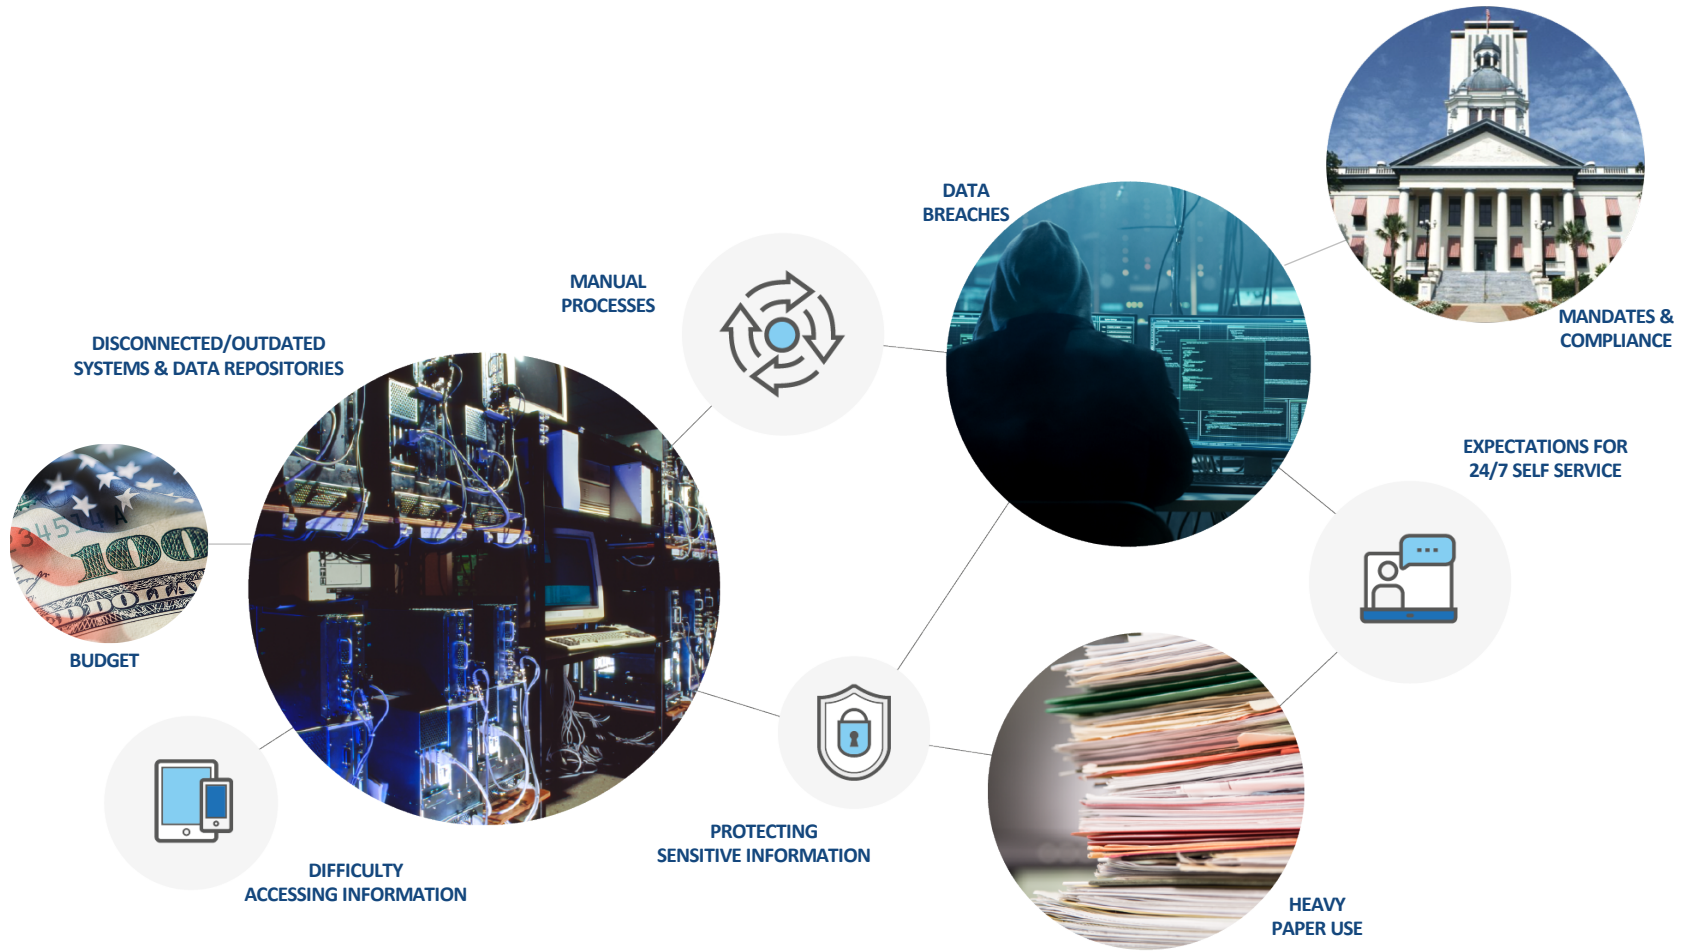 DATA
BREACHES
MANUAL
PROCESSES
MANDATES &
COMPLIANCE
DISCONNECTED/OUTDATED
SYSTEMS & DATA REPOSITORIES
EXPECTATIONS FOR
24/7 SELF SERVICE
100
BUDGET
PROTECTING
SENSITIVE INFORMATION
DIFFICULTY
ACCESSING INFORMATION
HEAVY
PAPER USE